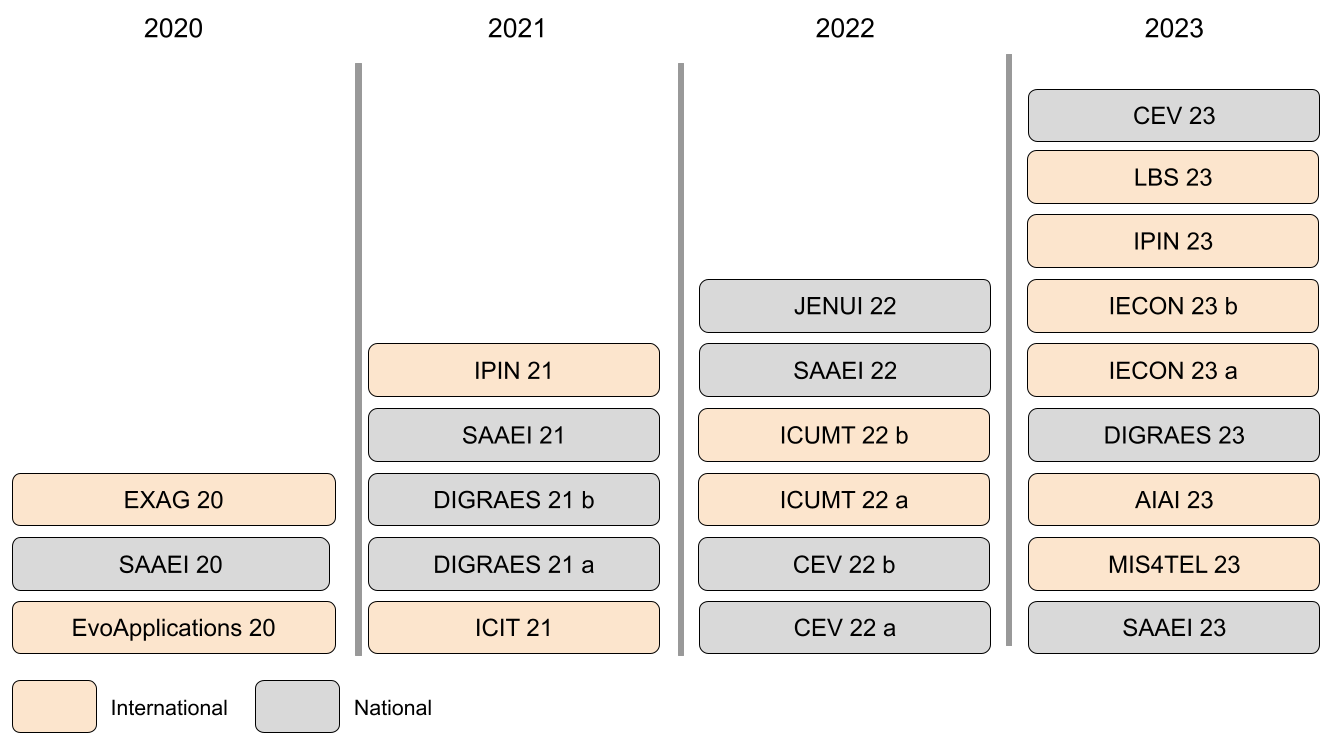 2020
2021
2022
2023
EXAG 20
SAAEI 20
EvoApplications 20
IPIN 21
SAAEI 21
DIGRAES 21 b
DIGRAES 21 a
ICIT 21
JENUI 22
SAAEI 22
ICUMT 22 b
ICUMT 22 a
CEV 22 b
CEV 22 a
CEV 23
LBS 23
IPIN 23
IECON 23 b
IECON 23 a
DIGRAES 23
AIAI 23
MIS4TEL 23
SAAEI 23
International
National